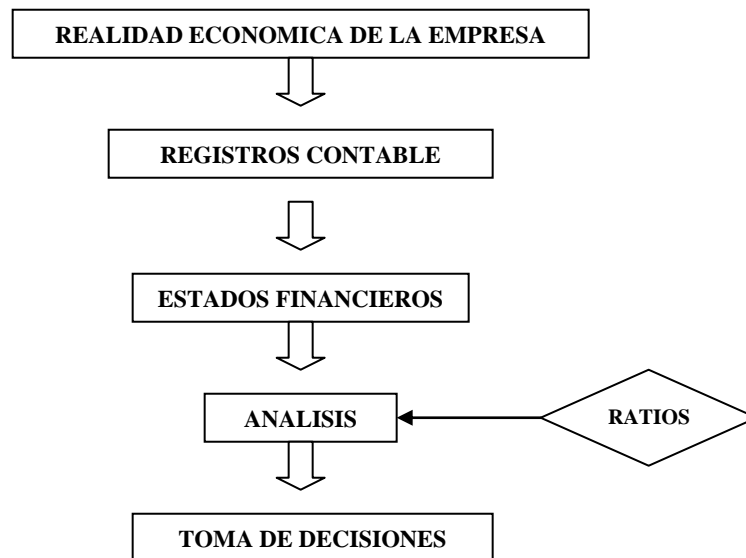 REALIDAD ECONOMICA DE LA EMPRESA
REGISTROS CONTABLE
ESTADOS FINANCIEROS
ANALISIS
RATIOS
TOMA DE DECISIONES